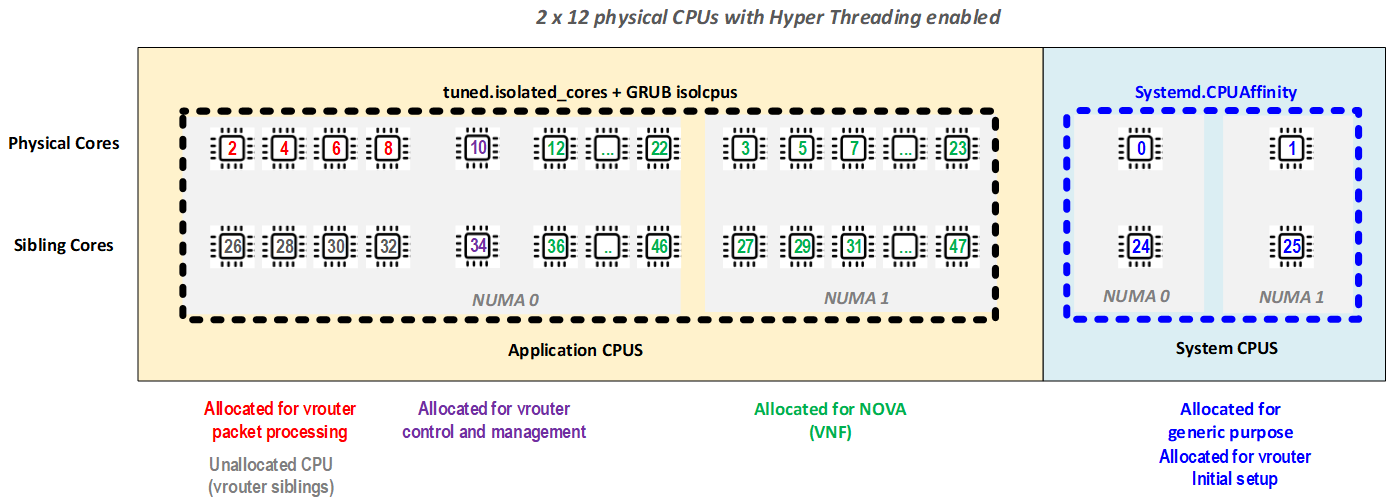 2 x 12 physical CPUs with Hyper Threading enabled
tuned.isolated_cores + GRUB isolcpus
Systemd.CPUAffinity
Physical Cores
2 4 6 8 10 12 ... 22 3 5 7 ... 23 0 1
Sibling Cores
26 28 30 32 34 36 .. 46 27 29 31 ... 47 24 25
NUMA 0 NUMA 1 NUMA 0 NUMA 1
Application CPUS
System CPUS
Allocated for vrouter
packet processing
Unallocated CPU
(vrouter siblings)
Allocated for vrouter
control and management
Allocated for NOVA
(VNF)
Allocated for
generic purpose
Allocated for vrouter
Initial setup